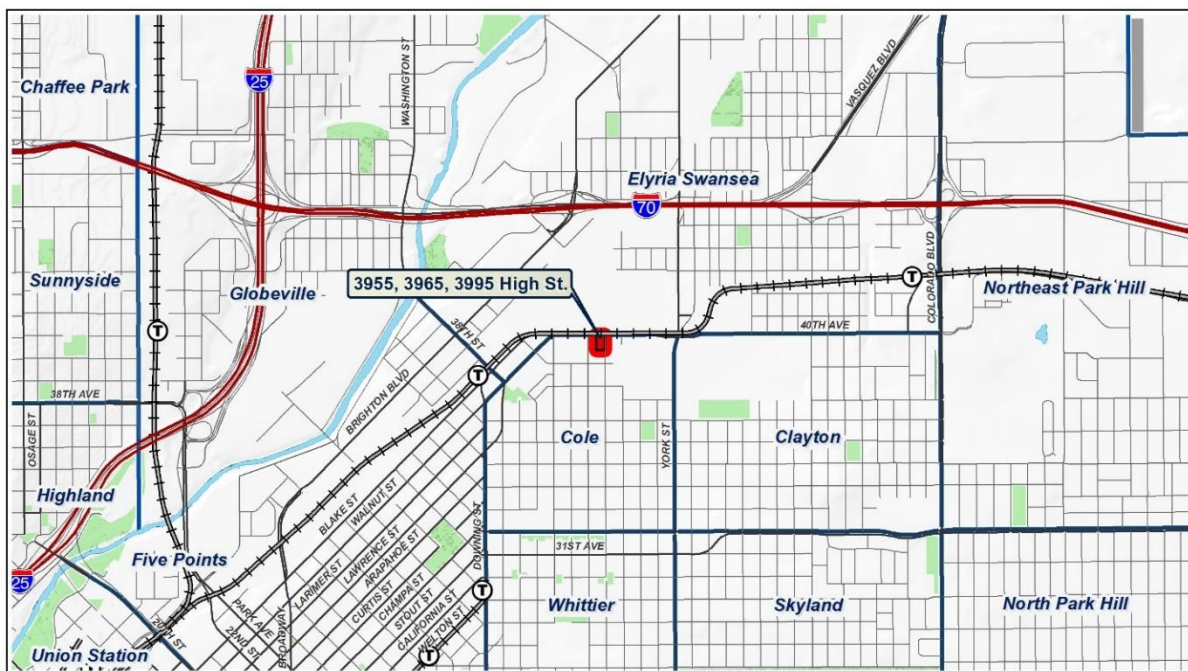 Chaffee Park
25
WASHINGTON ST
VASQUEZ BLVD
Elyria Swansea
70
COLORADO BLVD
Sunnyside
Globeville
3955, 3965, 3995 High St.
Northeast Park Hill
T
T
38TH ST
40TH AVE
T
38TH AVE
BRIGHTON BLVD
OSAGE ST
Cole
YORK ST
Clayton
Highland
BLAKE ST
WALNUT ST
Five Points
LARIMER ST
LAWRENCE ST
ARAPAHOE ST
CURTIS ST
CHAMPA ST
STOUT ST
CALIFORNIA ST
WELTON ST
DOWNING ST
31ST AVE
25
T
Whittier
Skyland
North Park Hill
PARK AVE
22ND ST
BROADWAY
20TH ST
Union Station
T